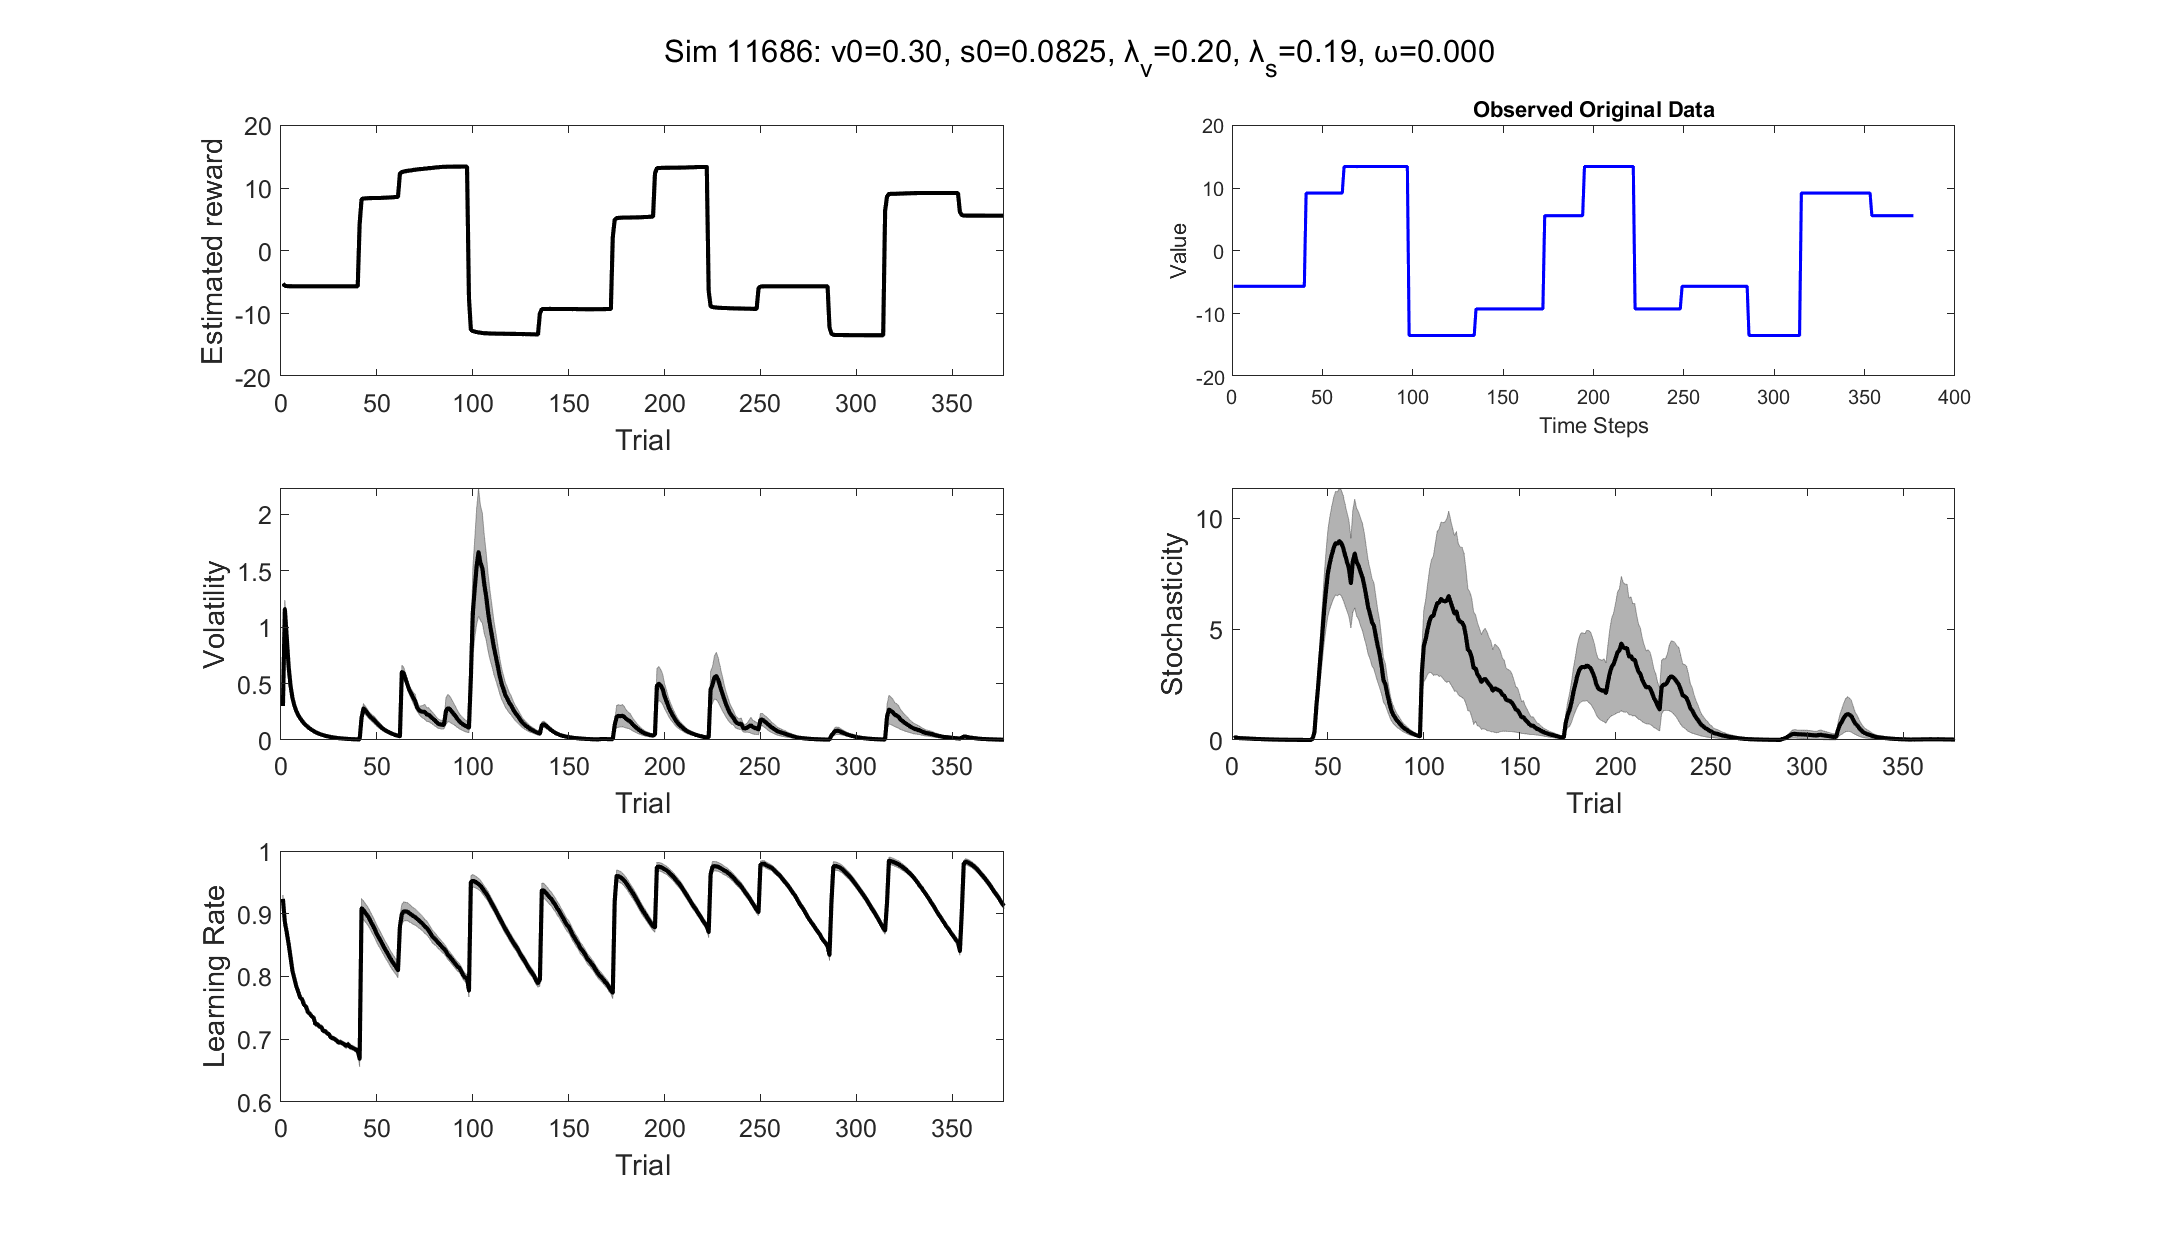 Sim 11686: v0=0.30, s0=0.0825, λv=0.20, λs=0.19, ω=0.000
20
10
0
-10
-20
Estimated reward
0 50 100 150 200 250 300 350
Trial
Observed Original Data
20
10
0
-10
-20
Value
0 50 100 150 200 250 300 350 400
Time Steps
2
1.5
1
0.5
0
Volatility
0 50 100 150 200 250 300 350
Trial
10
5
0
Stochasticity
0 50 100 150 200 250 300 350
Trial
1
0.9
0.8
0.7
0.6
Learning Rate
0 50 100 150 200 250 300 350
Trial